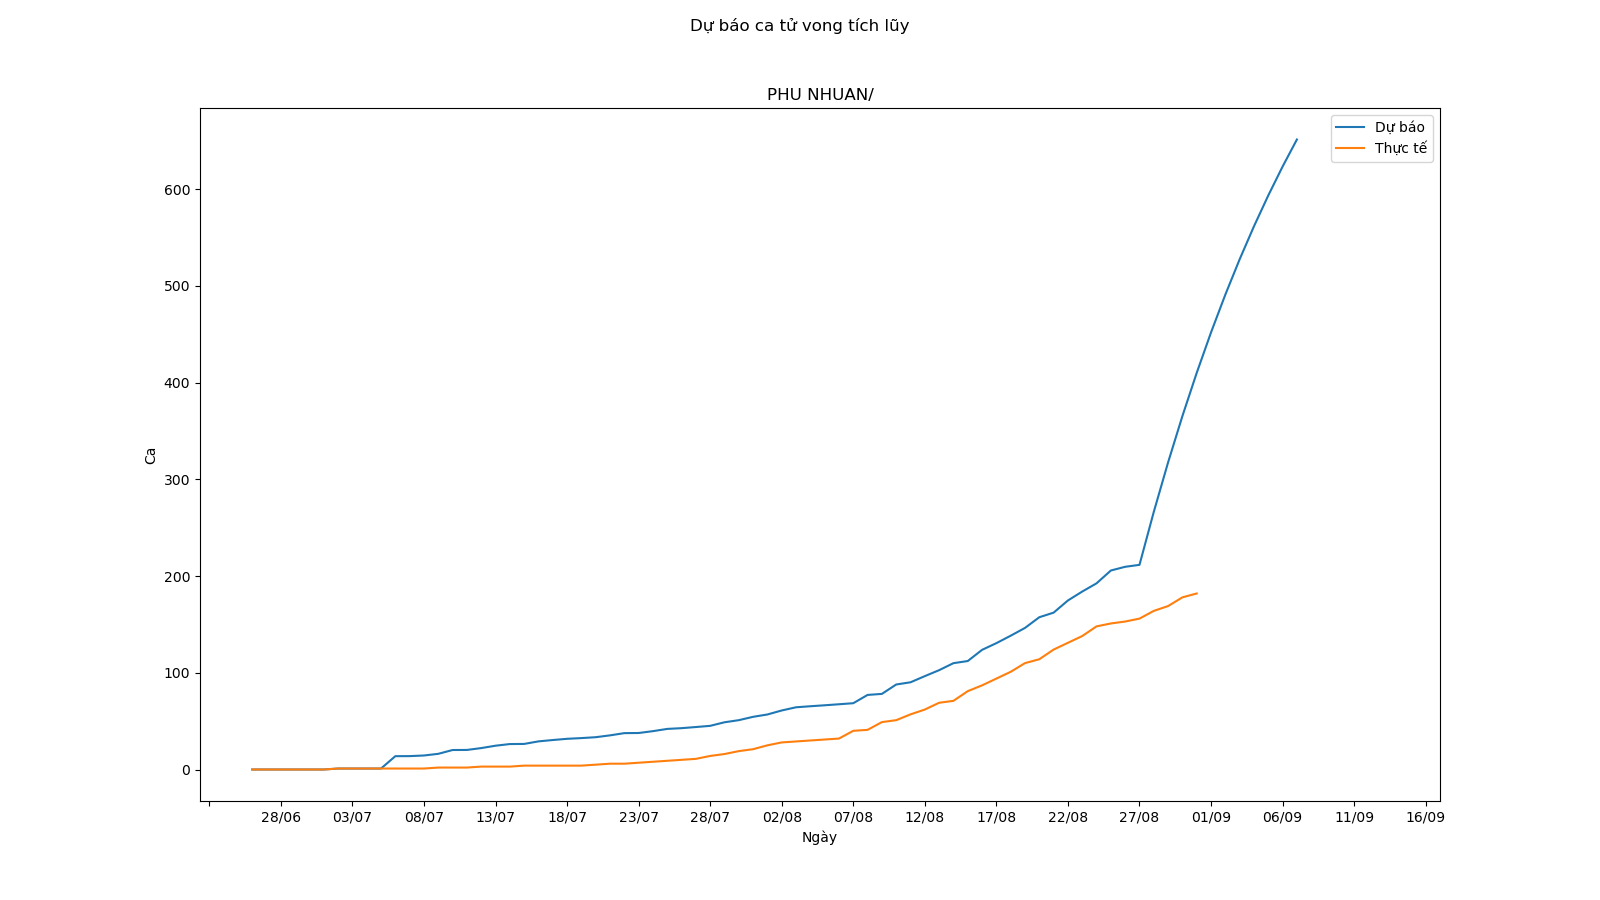 Dự báo ca tử vong tích lũy
PHU NHUAN/
Dự báo
Thực tế
600
500
400
300
200
100
0
Ca
28/06 03/07 08/07 13/07 18/07 23/07 28/07 02/08 07/08 12/08 17/08 22/08 27/08 01/09 06/09 11/09 16/09
Ngày